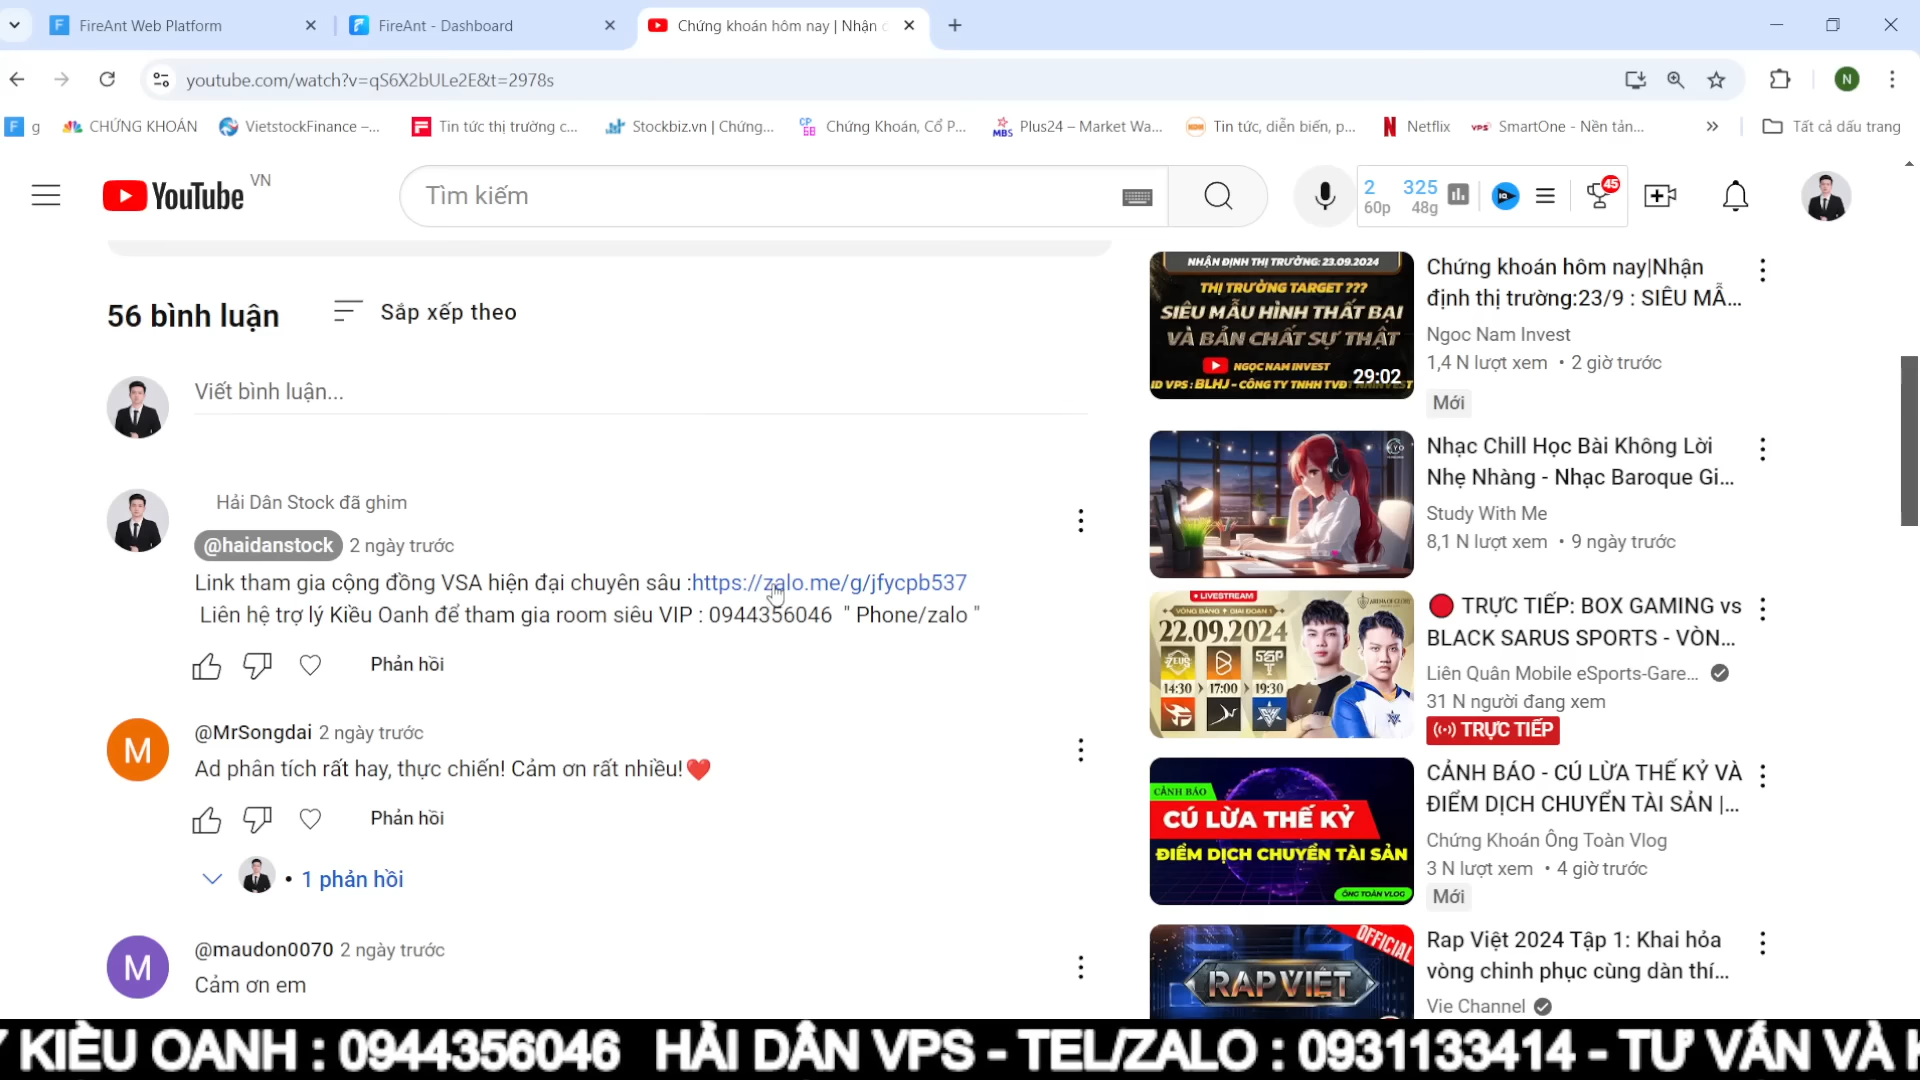 FireAnt Web Platform
FireAnt - Dashboard
Chứng khoán hôm nay | Nhận đ
youtube.com/watch?v=qS6X2bULe2E&t=2978s
N
F g
CHỨNG KHOÁN
VietstockFinance –...
Tin tức thị trường c...
Stockbiz.vn | Chứng...
Chứng Khoán, Cổ P...
MBS
Plus24 – Market Wa...
Tin tức, diễn biến, p...
Netflix
VPS
SmartOne - Nền tản...
Tất cả dấu trang
YouTube VN
Tìm kiếm
2
60p
325
48g
45
56 bình luận
Sắp xếp theo
Viết bình luận...
Hải Dân Stock đã ghim
@haidanstock 2 ngày trước
Link tham gia cộng đồng VSA hiện đại chuyên sâu :https://zalo.me/g/jfycpb537
Liên hệ trợ lý Kiều Oanh để tham gia room siêu VIP : 0944356046 " Phone/zalo "
Phản hồi
M
@MrSongdai 2 ngày trước
Ad phân tích rất hay, thực chiến! Cảm ơn rất nhiều!❤️
Phản hồi
• 1 phản hồi
M
@maudon0070 2 ngày trước
Cảm ơn em
NHẬN ĐỊNH THỊ TRƯỜNG: 23.09.2024
THỊ TRƯỜNG TARGET ???
SIÊU MẪU HÌNH THẤT BẠI
VÀ BẢN CHẤT SỰ THẬT
NGỌC NAM INVEST
ID VPS : BLHJ - CÔNG TY TNHH TVĐT NNINVEST
29:02
Chứng khoán hôm nay|Nhận
định thị trường:23/9 : SIÊU MẪ...
Ngoc Nam Invest
1,4 N lượt xem • 2 giờ trước
Mới
Nhạc Chill Học Bài Không Lời
Nhẹ Nhàng - Nhạc Baroque Gi...
Study With Me
8,1 N lượt xem • 9 ngày trước
LIVESTREAM
VÒNG BẢNG • GIAI ĐOẠN 1
22.09.2024
14:30 17:00 19:30
🔴 TRỰC TIẾP: BOX GAMING vs
BLACK SARUS SPORTS - VÒN...
Liên Quân Mobile eSports-Gare...
31 N người đang xem
TRỰC TIẾP
CẢNH BÁO
CÚ LỪA THẾ KỶ
ĐIỂM DỊCH CHUYỂN TÀI SẢN
ÔNG TOÀN VLOG
CẢNH BÁO - CÚ LỪA THẾ KỶ VÀ
ĐIỂM DỊCH CHUYỂN TÀI SẢN |...
Chứng Khoán Ông Toàn Vlog
3 N lượt xem • 4 giờ trước
Mới
OFFICIAL
RAP VIỆT
Rap Việt 2024 Tập 1: Khai hỏa
vòng chinh phục cùng dàn thí...
Vie Channel
Ý KIỀU OANH : 0944356046 HẢI DÂN VPS - TEL/ZALO : 0931133414 - TƯ VẤN VÀ K